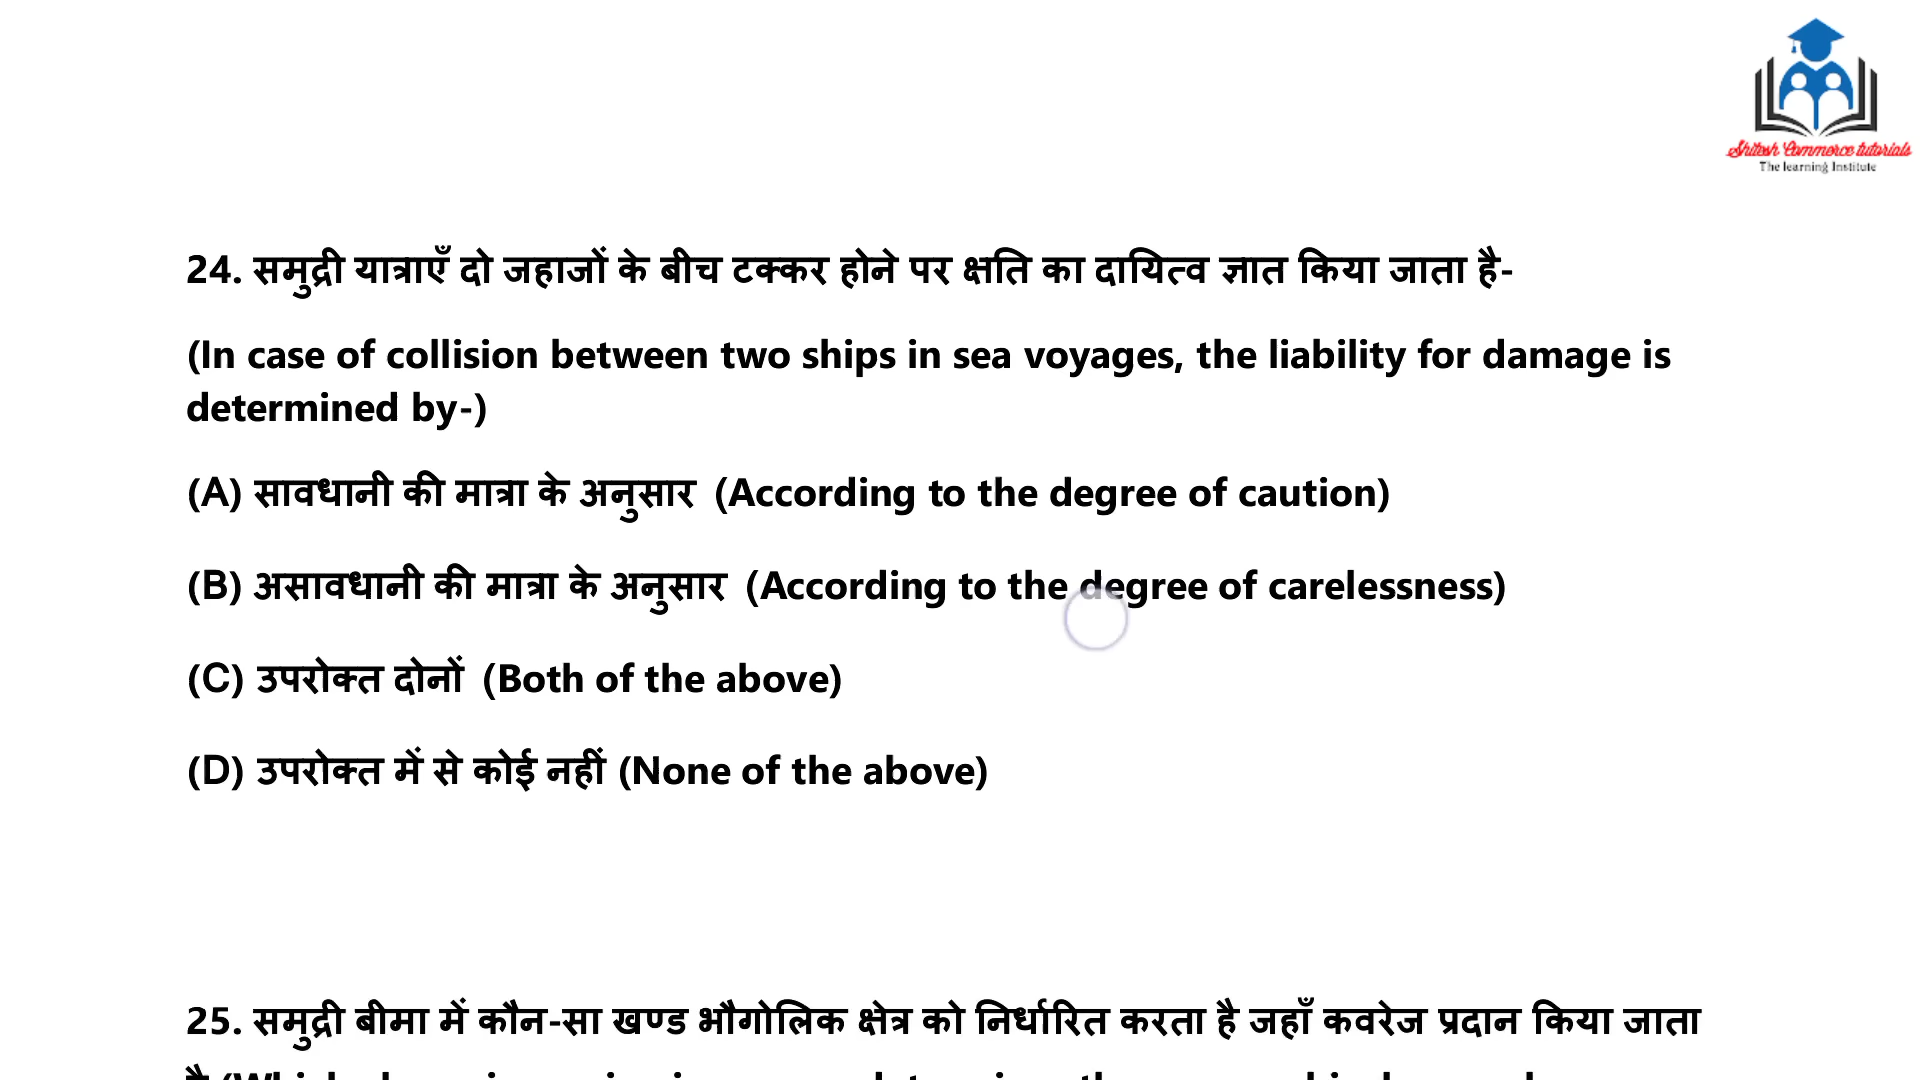 Shitesh Commerce tutorials
The learning Institute
24. समुद्री यात्राएँ दो जहाजों के बीच टक्कर होने पर क्षति का दायित्व ज्ञात किया जाता है-
(In case of collision between two ships in sea voyages, the liability for damage is
determined by-)
(A) सावधानी की मात्रा के अनुसार (According to the degree of caution)
(B) असावधानी की मात्रा के अनुसार (According to the degree of carelessness)
(C) उपरोक्त दोनों (Both of the above)
(D) उपरोक्त में से कोई नहीं (None of the above)
25. समुद्री बीमा में कौन-सा खण्ड भौगोलिक क्षेत्र को निर्धारित करता है जहाँ कवरेज प्रदान किया जाता